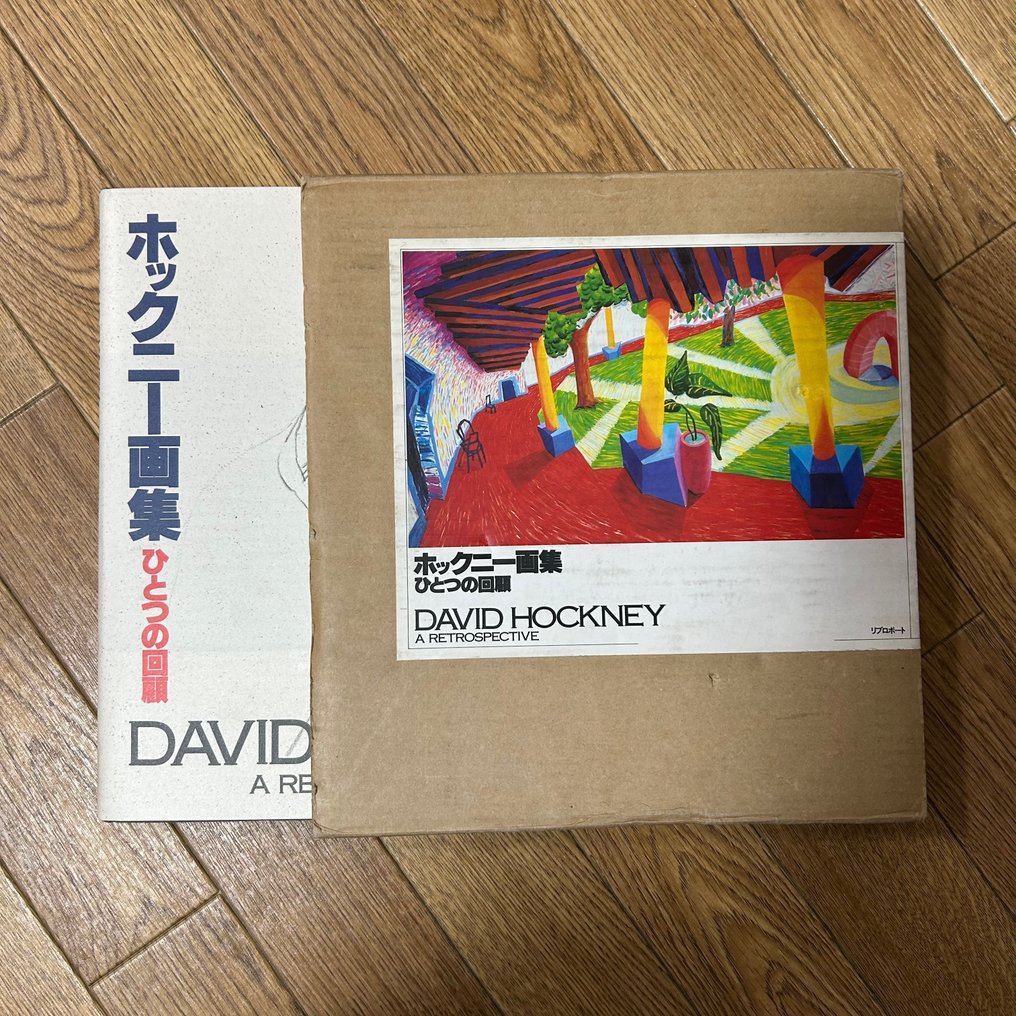 ホックニー画集
ひとつの回顧
DAVID
A RE
ホックニー画集
ひとつの回顧
DAVID HOCKNEY
A RETROSPECTIVE
リブロポート